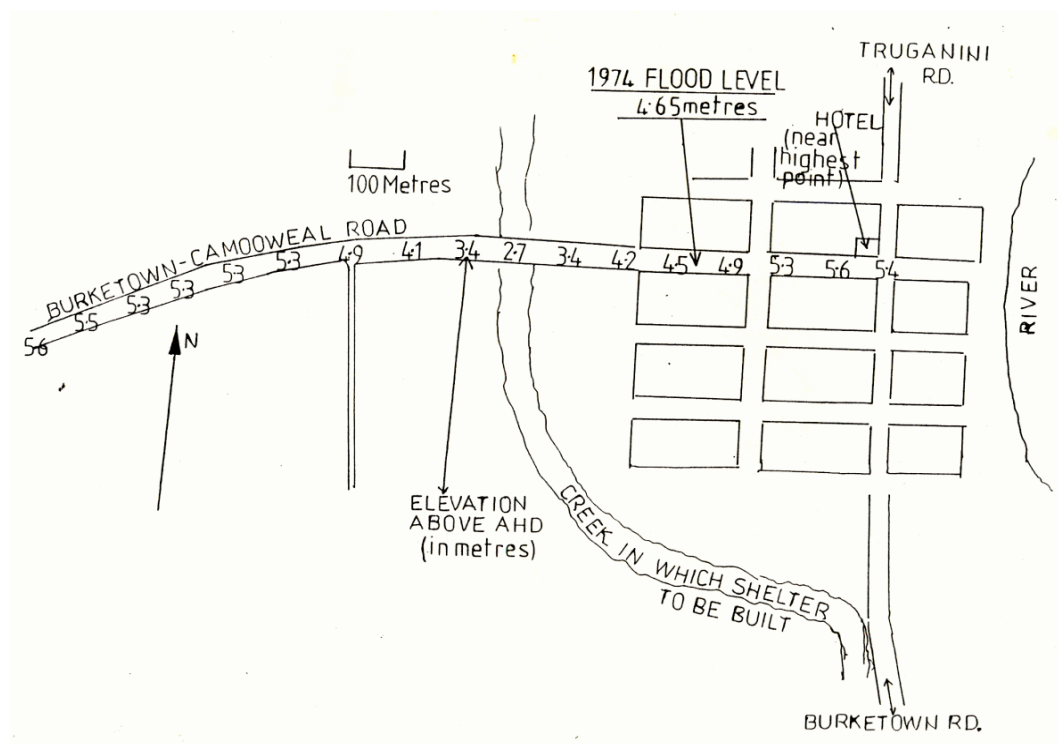 TRUGANINI
RD.
1974 FLOOD LEVEL
4·65metres
HOTEL
(near
highest
point)
100 Metres
BURKETOWN-CAMOOWEAL ROAD
5·6 5·5 5·3 5·3 5·3 5·3 4·9 4·1 3·4 2·7 3·4 4·2 4·5 4·9 5·3 5·6 5·4
RIVER
N
ELEVATION
ABOVE AHD
(in metres)
CREEK IN WHICH SHELTER
TO BE BUILT
BURKETOWN RD.